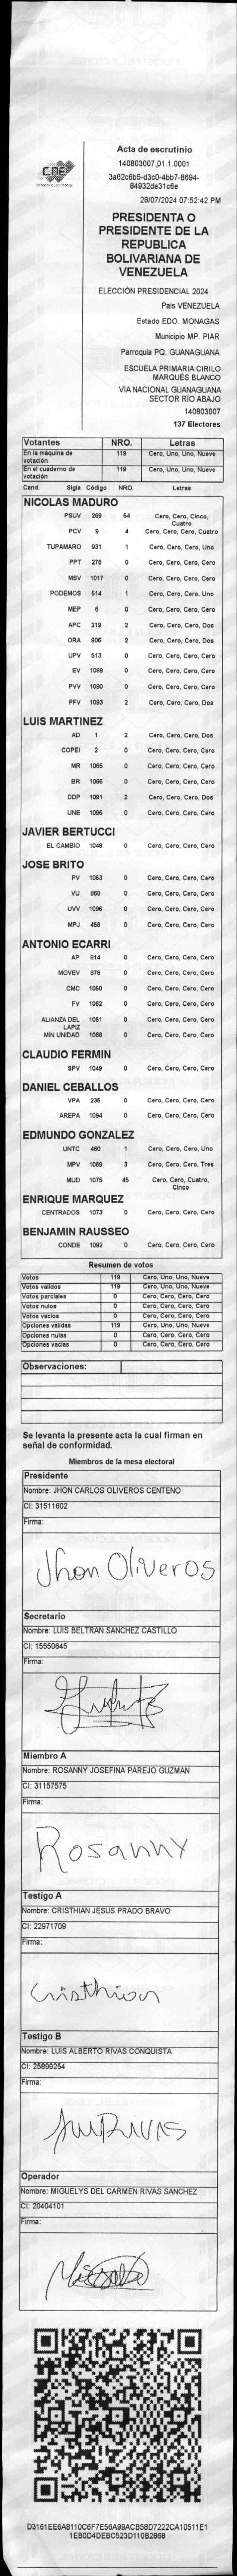 CNE
Acta de escrutinio
140803007,01.1.0001
3a62c6b5-d3c0-4bb7-8694-
84932de31c6e
28/07/2024 07:52:42 PM
PRESIDENTA O
PRESIDENTE DE LA
REPUBLICA
BOLIVARIANA DE
VENEZUELA
ELECCIÓN PRESIDENCIAL 2024
Pais VENEZUELA
Estado EDO. MONAGAS
Municipio MP. PIAR
Parroquia PQ. GUANAGUANA
ESCUELA PRIMARIA CIRILO
MARQUÉS BLANCO
VIA NACIONAL GUANAGUANA
SECTOR RÍO ABAJO
140803007
137 Electores
Votantes NRO. Letras
En la máquina de votación 119 Cero, Uno, Uno, Nueve
En el cuaderno de votación 119 Cero, Uno, Uno, Nueve
Cand. Sigla Código NRO. Letras
NICOLAS MADURO
PSUV 269 54 Cero, Cero, Cinco, Cuatro
PCV 9 4 Cero, Cero, Cero, Cuatro
TUPAMARO 931 1 Cero, Cero, Cero, Uno
PPT 276 0 Cero, Cero, Cero, Cero
MSV 1017 0 Cero, Cero, Cero, Cero
PODEMOS 514 1 Cero, Cero, Cero, Uno
MEP 6 0 Cero, Cero, Cero, Cero
APC 219 2 Cero, Cero, Cero, Dos
ORA 906 2 Cero, Cero, Cero, Dos
UPV 513 0 Cero, Cero, Cero, Cero
EV 1089 0 Cero, Cero, Cero, Cero
PVV 1090 0 Cero, Cero, Cero, Cero
PFV 1093 2 Cero, Cero, Cero, Dos
LUIS MARTINEZ
AD 1 2 Cero, Cero, Cero, Dos
COPEI 2 0 Cero, Cero, Cero, Cero
MR 1065 0 Cero, Cero, Cero, Cero
BR 1066 0 Cero, Cero, Cero, Cero
DDP 1091 2 Cero, Cero, Cero, Dos
UNE 1095 0 Cero, Cero, Cero, Cero
JAVIER BERTUCCI
EL CAMBIO 1048 0 Cero, Cero, Cero, Cero
JOSE BRITO
PV 1053 0 Cero, Cero, Cero, Cero
VU 969 0 Cero, Cero, Cero, Cero
UVV 1096 0 Cero, Cero, Cero, Cero
MPJ 456 0 Cero, Cero, Cero, Cero
ANTONIO ECARRI
AP 814 0 Cero, Cero, Cero, Cero
MOVEV 878 0 Cero, Cero, Cero, Cero
CMC 1050 0 Cero, Cero, Cero, Cero
FV 1062 0 Cero, Cero, Cero, Cero
ALIANZA DEL LAPIZ 1051 0 Cero, Cero, Cero, Cero
MIN UNIDAD 1088 0 Cero, Cero, Cero, Cero
CLAUDIO FERMIN
SPV 1049 0 Cero, Cero, Cero, Cero
DANIEL CEBALLOS
VPA 236 0 Cero, Cero, Cero, Cero
AREPA 1094 0 Cero, Cero, Cero, Cero
EDMUNDO GONZALEZ
UNTC 460 1 Cero, Cero, Cero, Uno
MPV 1069 3 Cero, Cero, Cero, Tres
MUD 1075 45 Cero, Cero, Cuatro, Cinco
ENRIQUE MARQUEZ
CENTRADOS 1073 0 Cero, Cero, Cero, Cero
BENJAMIN RAUSSEO
CONDE 1092 0 Cero, Cero, Cero, Cero
Resumen de votos
Votos 119 Cero, Uno, Uno, Nueve
Votos validos 119 Cero, Uno, Uno, Nueve
Votos parciales 0 Cero, Cero, Cero, Cero
Votos nulos 0 Cero, Cero, Cero, Cero
Votos vacios 0 Cero, Cero, Cero, Cero
Opciones validas 119 Cero, Uno, Uno, Nueve
Opciones nulas 0 Cero, Cero, Cero, Cero
Opciones vacias 0 Cero, Cero, Cero, Cero
Observaciones:
Se levanta la presente acta la cual firman en
señal de conformidad.
Miembros de la mesa electoral
Presidente
Nombre: JHON CARLOS OLIVEROS CENTENO
CI: 31511602
Firma:
Jhon Oliveros
Secretario
Nombre: LUIS BELTRAN SANCHEZ CASTILLO
CI: 15550645
Firma:
Miembro A
Nombre: ROSANNY JOSEFINA PAREJO GUZMAN
CI: 31157575
Firma:
Rosanny
Testigo A
Nombre: CRISTHIAN JESUS PRADO BRAVO
CI: 22971709
Firma:
Cristhian
Testigo B
Nombre: LUIS ALBERTO RIVAS CONQUISTA
CI: 25899254
Firma:
Operador
Nombre: MIGUELYS DEL CARMEN RIVAS SANCHEZ
CI: 20404101
Firma:
D3161EE6A8110C6F7E56A99ACB58D7222CA10511E1
1EB0D4DEBC523D110B2868